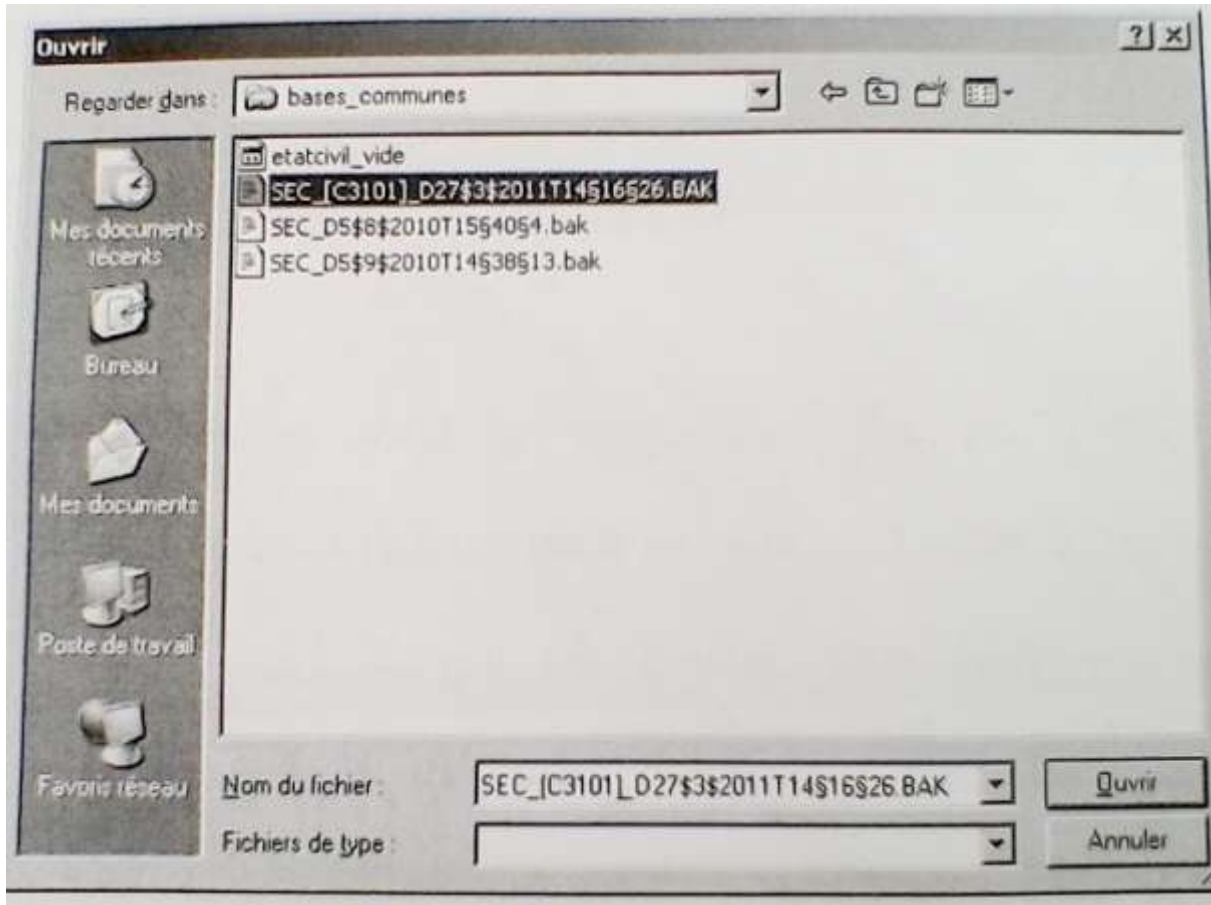 Ouvrir
Regarder dans : bases_communes
etatcivil_vide
SEC_[C3101]_D27$3$2011T14§16§26.BAK
SEC_D5$8$2010T15§40§4.bak
SEC_D5$9$2010T14§38§13.bak
Mes documents
récents
Bureau
Mes documents
Poste de travail
Favoris réseau
Nom du fichier : SEC_[C3101]_D27$3$2011T14§16§26.BAK Ouvrir
Fichiers de type : Annuler